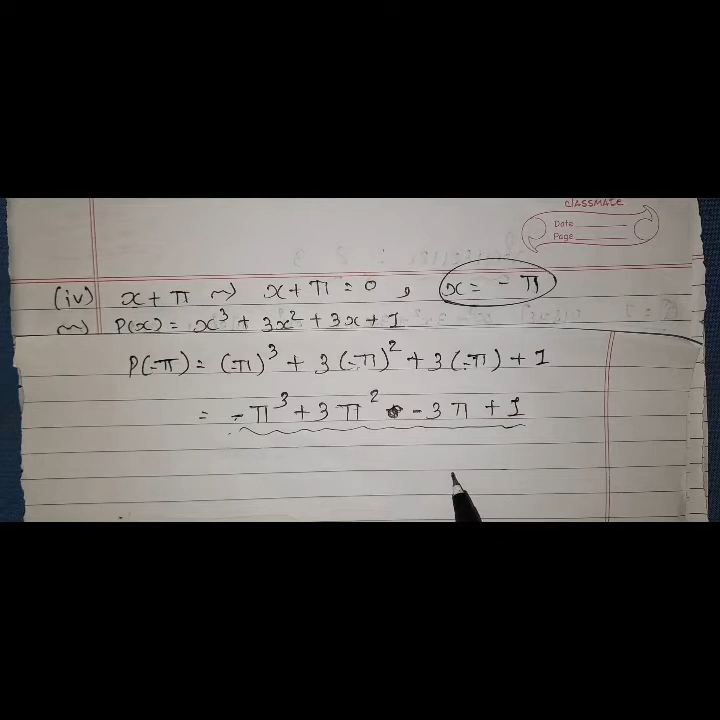 CLASSMATE
Date
Page
(iv) x + π ⇝ x + π = 0 , x = - π
⇝ P(x) = x³ + 3x² + 3x + 1
P(-π) = (-π)³ + 3(-π)² + 3(-π) + 1
= - π³ + 3π² - 3π + 1